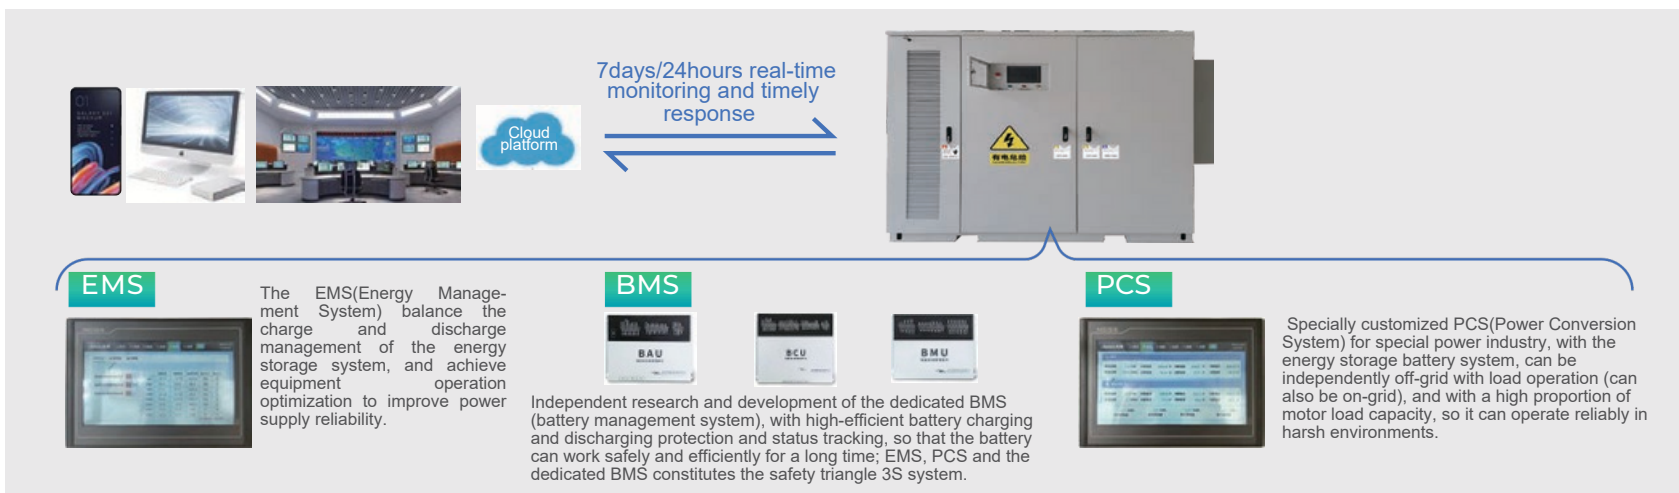 7days/24hours real-time
monitoring and timely
response
01
Cloud
platform
有电危险
EMS
The EMS(Energy Manage-
ment System) balance the
charge and discharge
management of the energy
storage system, and achieve
equipment operation
optimization to improve power
supply reliability.
BMS
BAU
BCU
BMU
Independent research and development of the dedicated BMS
(battery management system), with high-efficient battery charging
and discharging protection and status tracking, so that the battery
can work safely and efficiently for a long time; EMS, PCS and the
dedicated BMS constitutes the safety triangle 3S system.
PCS
Specially customized PCS(Power Conversion
System) for special power industry, with the
energy storage battery system, can be
independently off-grid with load operation (can
also be on-grid), and with a high proportion of
motor load capacity, so it can operate reliably in
harsh environments.